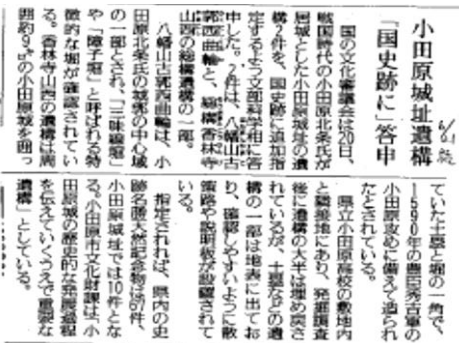 小田原城址遺構
「国史跡に」答申
6/21
国の文化審議会は20日、
戦国時代の小田原北条氏が
居城とした小田原城址の遺
構2件を、国史跡に追加指
定するよう文部科学相に答
申した。2件は、八幡山古
郭西曲輪と、総構香林寺
山西の総構遺構の一部。
八幡山古郭西曲輪は、小
田原北条氏の城郭の中心域
の一部とされ、「三味線堀」
や「障子堀」と呼ばれる特
徴的な堀が確認されてい
る。香林寺山西の遺構は周
囲約9㌔の小田原城を囲っ
ていた土塁と堀の一角で、
1590年の豊臣秀吉軍の
小田原攻めに備えて造られ
たとされている。
県立小田原高校の敷地内
と隣接地にあり、発掘調査
後に遺構の大半は埋め戻さ
れているが、土塁などの遺
構の一部は地表に出てお
り、確認しやすいように散
策路や説明板が設置されて
いる。
指定されれば、県内の史
跡名勝天然記念物は
小田原城址では10件とな
る。小田原市文化財課は「小
田原城の歴史的な発展過程
を伝えていくうえで重要な
遺構」としている。